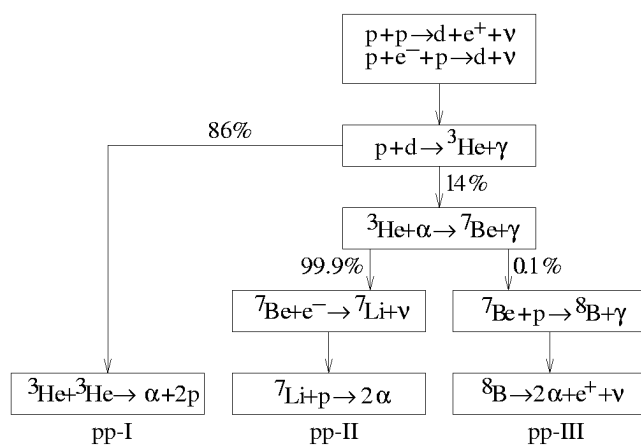 p+p→d+e⁺+ν
p+e⁻+p→d+ν
86%
p+d→³He+γ
14%
³He+α→⁷Be+γ
99.9%
0.1%
⁷Be+e⁻→⁷Li+ν
⁷Be+p→⁸B+γ
³He+³He→α+2p
⁷Li+p→2α
⁸B→2α+e⁺+ν
pp-I
pp-II
pp-III